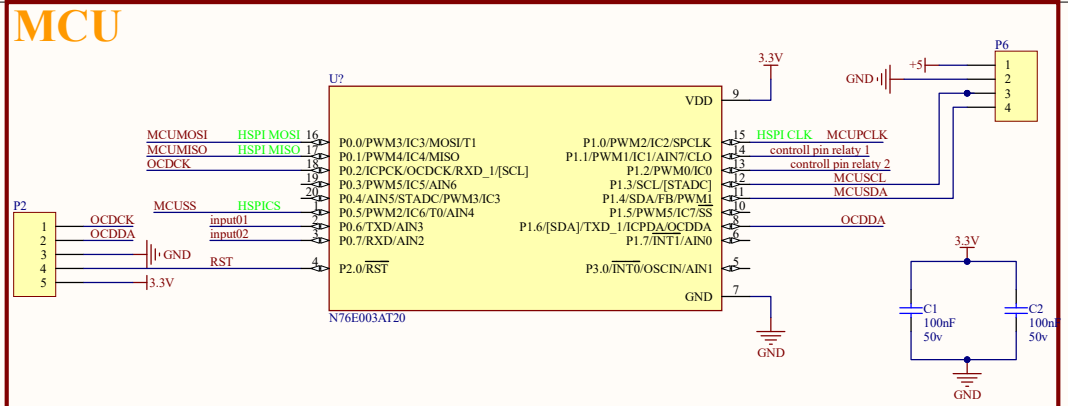 MCU
U?
3.3V
P6
+5
1
GND
2
3
4
VDD
9
MCUMOSI HSPI MOSI 16 P0.0/PWM3/IC3/MOSI/T1
P1.0/PWM2/IC2/SPCLK 15 HSPI CLK MCUPCLK
MCUMISO HSPI MISO 17 P0.1/PWM4/IC4/MISO
P1.1/PWM1/IC1/AIN7/CLO 14 controll pin relaty 1
OCDCK 18 P0.2/ICPCK/OCDCK/RXD_1/[SCL]
P1.2/PWM0/IC0 13 controll pin relaty 2
19 P0.3/PWM5/IC5/AIN6
P1.3/SCL/[STADC] 12 MCUSCL
20 P0.4/AIN5/STADC/PWM3/IC3
P1.4/SDA/FB/PWM1 11 MCUSDA
MCUSS HSPICS 1 P0.5/PWM2/IC6/T0/AIN4
P1.5/PWM5/IC7/SS 10
input01 2 P0.6/TXD/AIN3
P1.6/[SDA]/TXD_1/ICPDA/OCDDA 8 OCDDA
input02 3 P0.7/RXD/AIN2
P1.7/INT1/AIN0 6
RST 4 P2.0/RST
P3.0/INT0/OSCIN/AIN1 5
GND 7
GND
N76E003AT20
P2
1 OCDCK
2 OCDDA
3 GND
4
5 3.3V
3.3V
C1
100nF
50v
C2
100nF
50v
GND